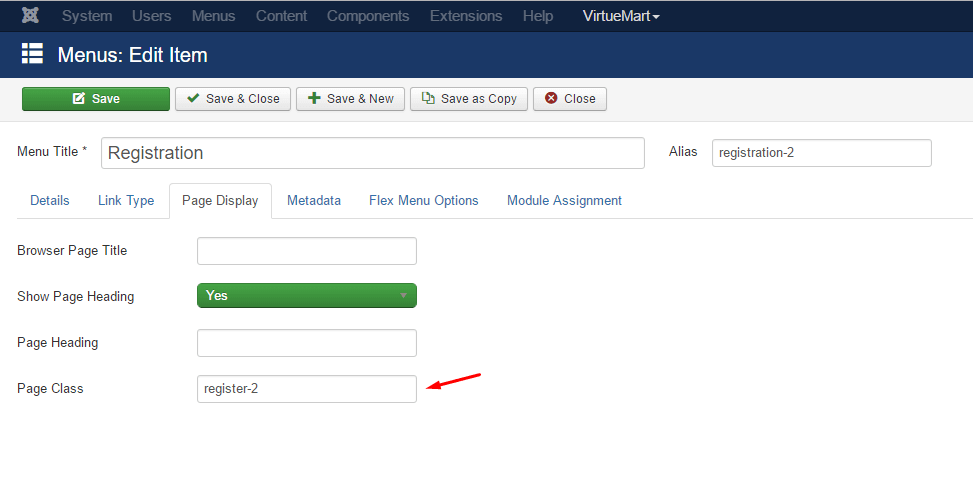 System Users Menus Content Components Extensions Help VirtueMart
Menus: Edit Item
Save Save & Close Save & New Save as Copy Close
Menu Title * Registration Alias registration-2
Details Link Type Page Display Metadata Flex Menu Options Module Assignment
Browser Page Title
Show Page Heading Yes
Page Heading
Page Class register-2